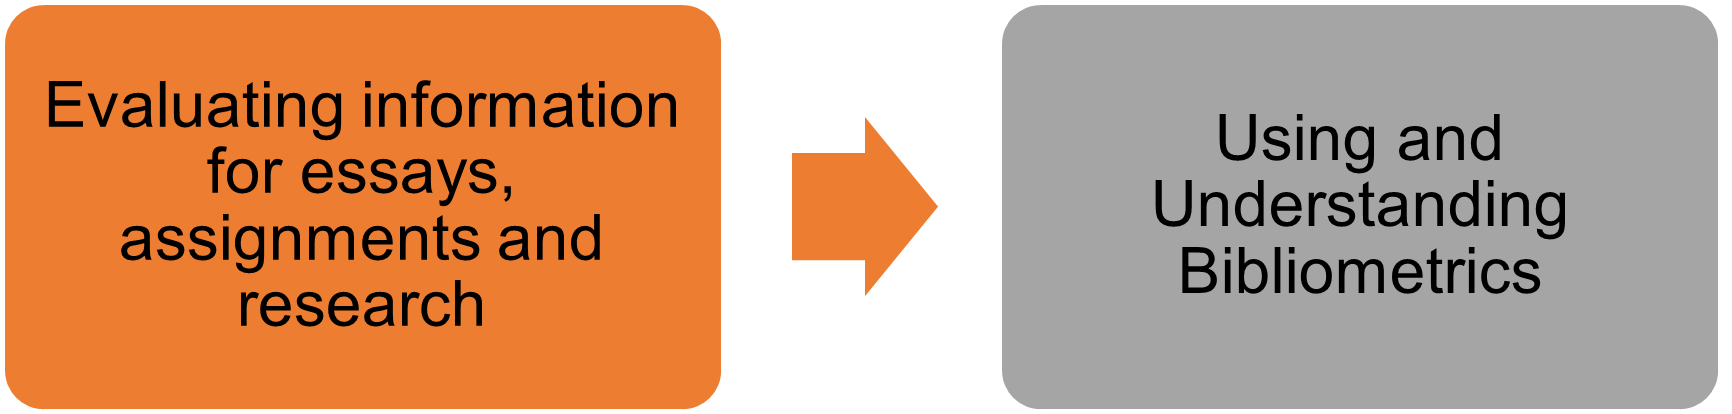 Evaluating information
for essays,
assignments and
research
Using and
Understanding
Bibliometrics